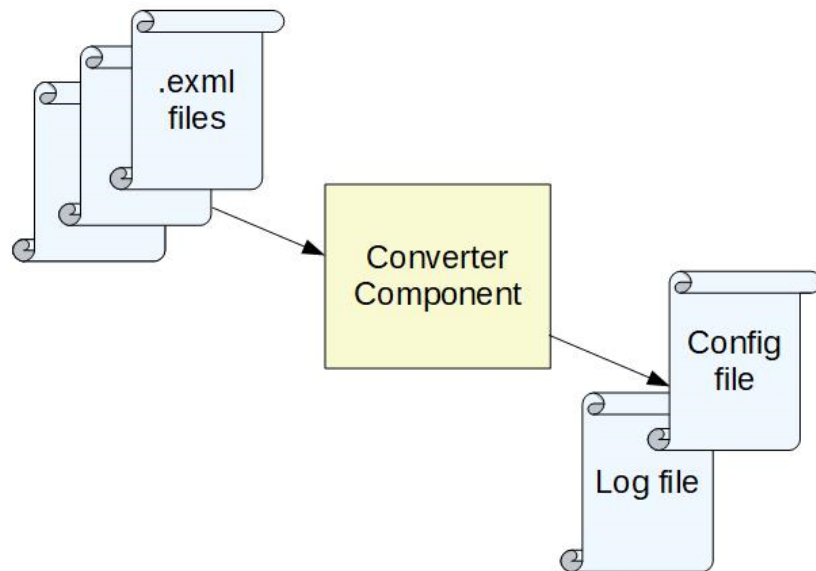 .exml
files
Converter
Component
Config
file
Log file